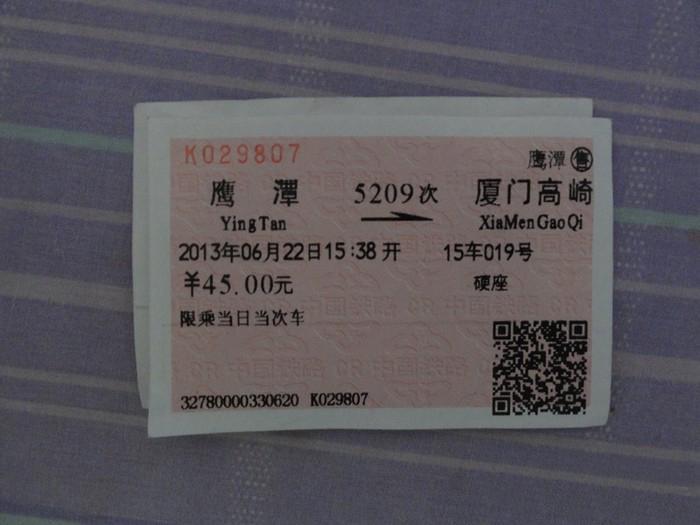 K029807
鹰潭 售
鹰 潭 5209次 厦门高崎
YingTan XiaMenGaoQi
2013年06月22日15:38开 15车019号
¥45.00元 硬座
限乘当日当次车
32780000330620 K029807